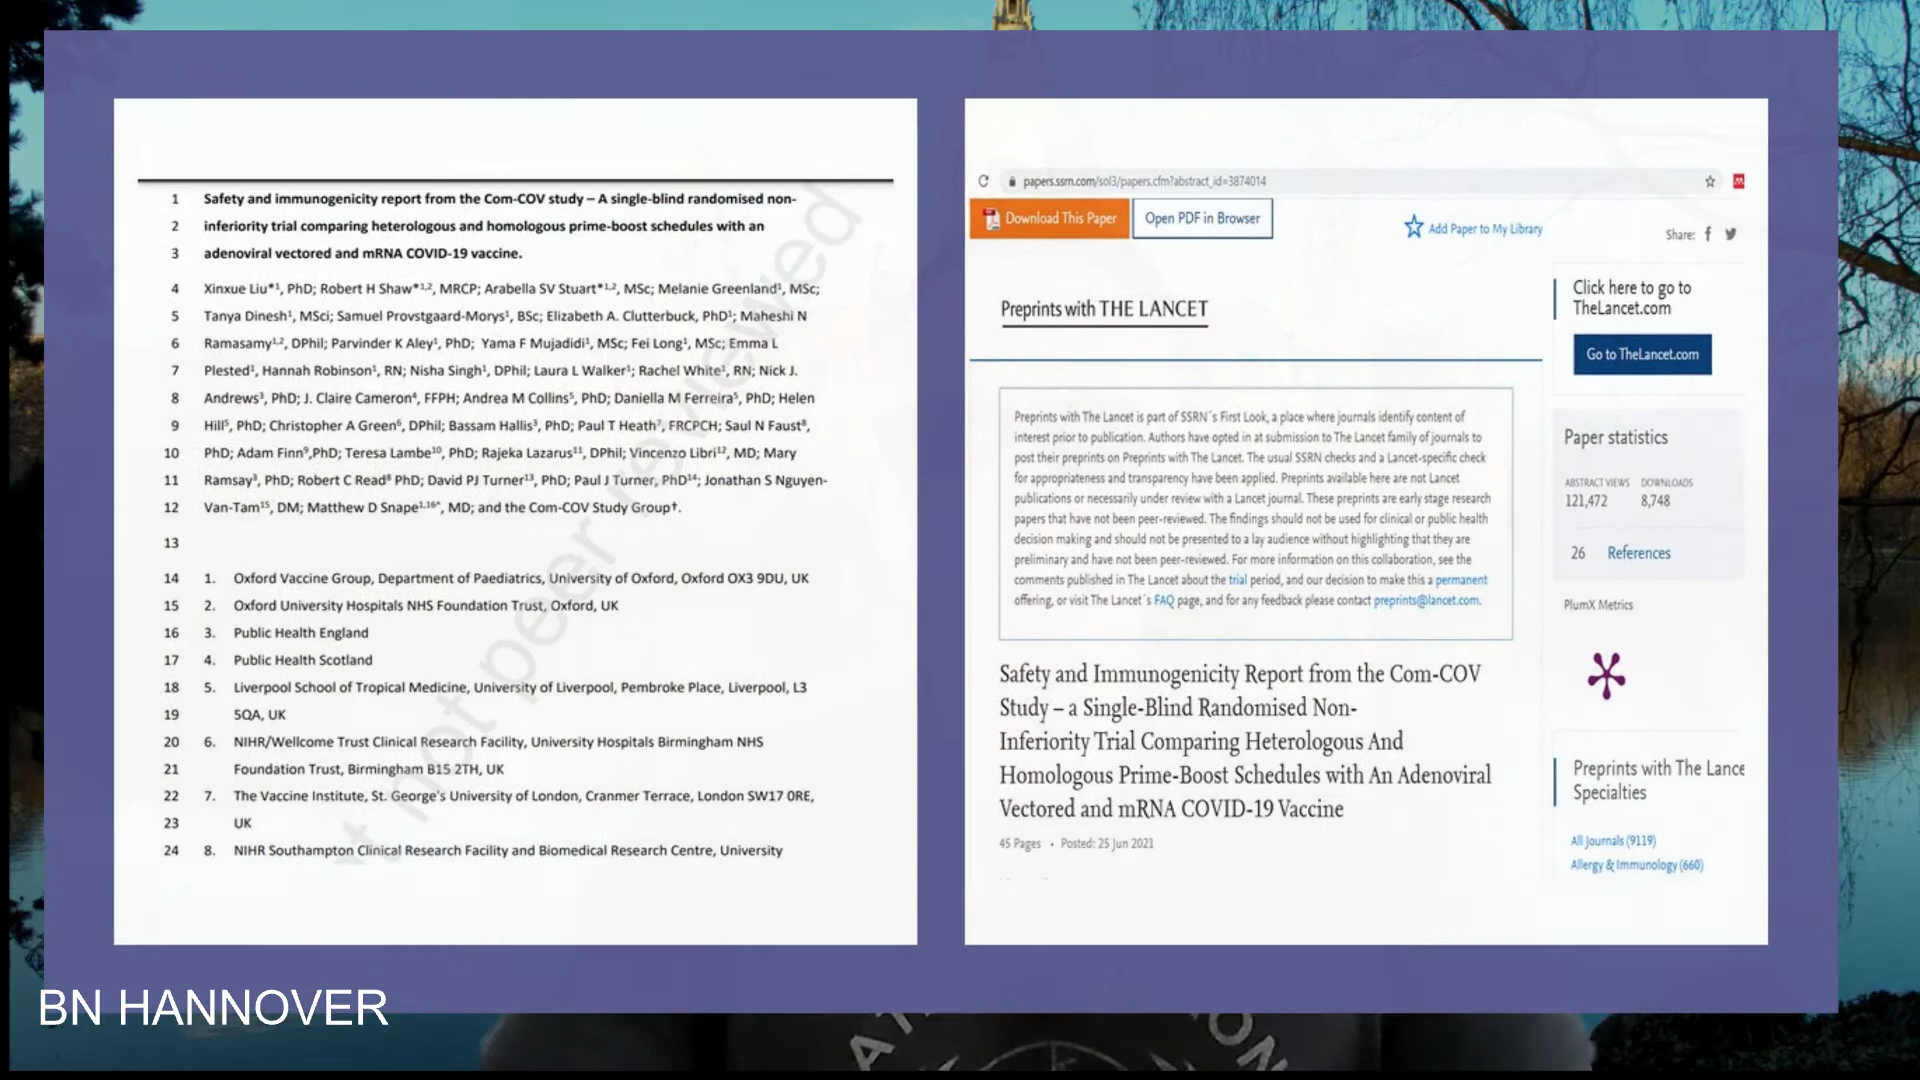 1 Safety and immunogenicity report from the Com-COV study – A single-blind randomised non-
2 inferiority trial comparing heterologous and homologous prime-boost schedules with an
3 adenoviral vectored and mRNA COVID-19 vaccine.
4 Xinxue Liu*¹, PhD; Robert H Shaw*¹·², MRCP; Arabella SV Stuart*¹·², MSc; Melanie Greenland¹, MSc;
5 Tanya Dinesh¹, MSci; Samuel Provstgaard-Morys¹, BSc; Elizabeth A. Clutterbuck, PhD¹; Maheshi N
6 Ramasamy¹·², DPhil; Parvinder K Aley¹, PhD; Yama F Mujadidi¹, MSc; Fei Long¹, MSc; Emma L
7 Plested¹, Hannah Robinson¹, RN; Nisha Singh¹, DPhil; Laura L Walker¹; Rachel White¹, RN; Nick J.
8 Andrews³, PhD; J. Claire Cameron⁴, FFPH; Andrea M Collins⁵, PhD; Daniella M Ferreira⁵, PhD; Helen
9 Hill⁵, PhD; Christopher A Green⁶, DPhil; Bassam Hallis³, PhD; Paul T Heath⁷, FRCPCH; Saul N Faust⁸,
10 PhD; Adam Finn⁹,PhD; Teresa Lambe¹⁰, PhD; Rajeka Lazarus¹¹, DPhil; Vincenzo Libri¹², MD; Mary
11 Ramsay³, PhD; Robert C Read⁸ PhD; David PJ Turner¹³, PhD; Paul J Turner, PhD¹⁴; Jonathan S Nguyen-
12 Van-Tam¹⁵, DM; Matthew D Snape¹·¹⁶^, MD; and the Com-COV Study Group†.
13
14 1. Oxford Vaccine Group, Department of Paediatrics, University of Oxford, Oxford OX3 9DU, UK
15 2. Oxford University Hospitals NHS Foundation Trust, Oxford, UK
16 3. Public Health England
17 4. Public Health Scotland
18 5. Liverpool School of Tropical Medicine, University of Liverpool, Pembroke Place, Liverpool, L3
19 5QA, UK
20 6. NIHR/Wellcome Trust Clinical Research Facility, University Hospitals Birmingham NHS
21 Foundation Trust, Birmingham B15 2TH, UK
22 7. The Vaccine Institute, St. George's University of London, Cranmer Terrace, London SW17 0RE,
23 UK
24 8. NIHR Southampton Clinical Research Facility and Biomedical Research Centre, University
not peer reviewed
papers.ssrn.com/sol3/papers.cfm?abstract_id=3874014
Download This Paper
Open PDF in Browser
Add Paper to My Library
Share:
Preprints with THE LANCET
Preprints with The Lancet is part of SSRN´s First Look, a place where journals identify content of
interest prior to publication. Authors have opted in at submission to The Lancet family of journals to
post their preprints on Preprints with The Lancet. The usual SSRN checks and a Lancet-specific check
for appropriateness and transparency have been applied. Preprints available here are not Lancet
publications or necessarily under review with a Lancet journal. These preprints are early stage research
papers that have not been peer-reviewed. The findings should not be used for clinical or public health
decision making and should not be presented to a lay audience without highlighting that they are
preliminary and have not been peer-reviewed. For more information on this collaboration, see the
comments published in The Lancet about the trial period, and our decision to make this a permanent
offering, or visit The Lancet´s FAQ page, and for any feedback please contact preprints@lancet.com.
Safety and Immunogenicity Report from the Com-COV
Study – a Single-Blind Randomised Non-
Inferiority Trial Comparing Heterologous And
Homologous Prime-Boost Schedules with An Adenoviral
Vectored and mRNA COVID-19 Vaccine
45 Pages • Posted: 25 Jun 2021
Click here to go to
TheLancet.com
Go to TheLancet.com
Paper statistics
ABSTRACT VIEWS DOWNLOADS
121,472 8,748
26 References
PlumX Metrics
Preprints with The Lance
Specialties
All Journals (9119)
Allergy & Immunology (660)
BN HANNOVER